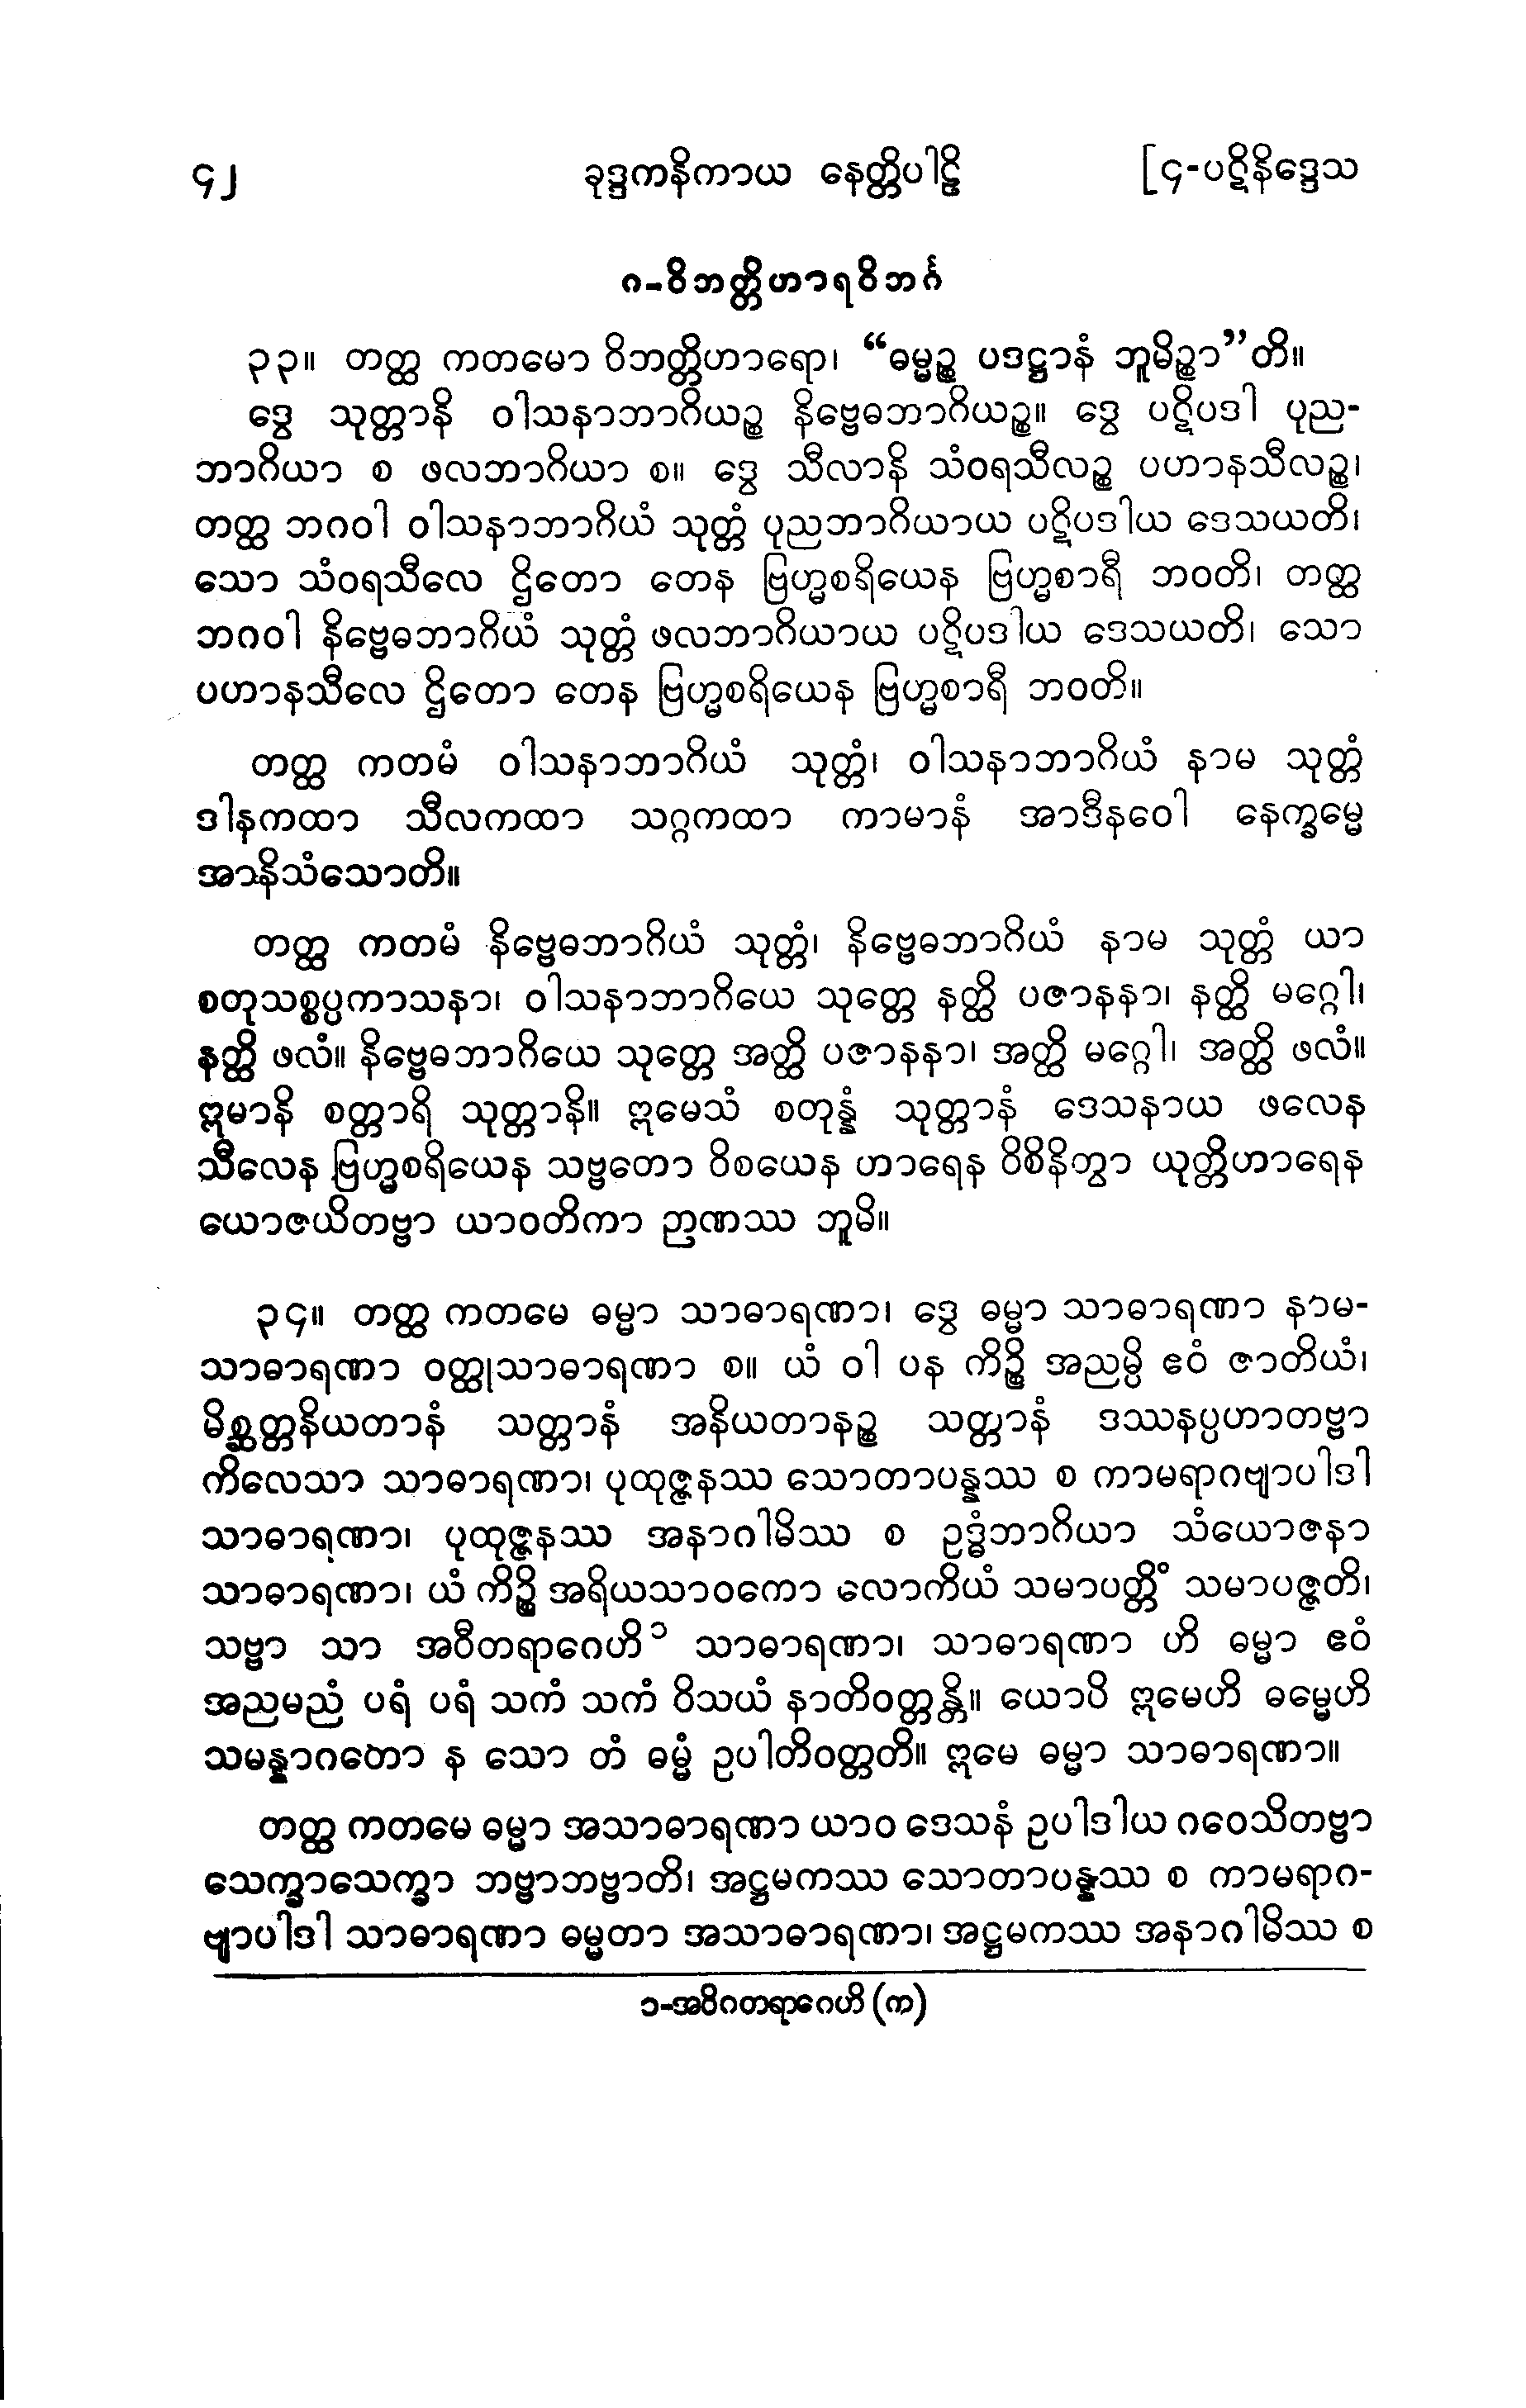 ၄၂ ခုဒ္ဒကနိကာယ နေတ္တိပါဠိ [၄-ပဋိနိဒ္ဒေသ
ဂ-ဝိဘတ္တိဟာရဝိဘင်္ဂ
၃၃။ တတ္ထ ကတမော ဝိဘတ္တိဟာရော၊ “ဓမ္မဉ္စ ပဒဋ္ဌာနံ ဘူမိဉ္စာ”တိ။
ဒွေ သုတ္တာနိ ဝါသနာဘာဂိယဉ္စ နိဗ္ဗေဓဘာဂိယဉ္စ။ ဒွေ ပဋိပဒါ ပုည-
ဘာဂိယာ စ ဖလဘာဂိယာ စ။ ဒွေ သီလာနိ သံဝရသီလဉ္စ ပဟာနသီလဉ္စ၊
တတ္ထ ဘဂဝါ ဝါသနာဘာဂိယံ သုတ္တံ ပုညဘာဂိယာယ ပဋိပဒါယ ဒေသယတိ၊
သော သံဝရသီလေ ဌိတော တေန ဗြဟ္မစရိယေန ဗြဟ္မစာရီ ဘဝတိ၊ တတ္ထ
ဘဂဝါ နိဗ္ဗေဓဘာဂိယံ သုတ္တံ ဖလဘာဂိယာယ ပဋိပဒါယ ဒေသယတိ၊ သော
ပဟာနသီလေ ဌိတော တေန ဗြဟ္မစရိယေန ဗြဟ္မစာရီ ဘဝတိ။
တတ္ထ ကတမံ ဝါသနာဘာဂိယံ သုတ္တံ၊ ဝါသနာဘာဂိယံ နာမ သုတ္တံ
ဒါနကထာ သီလကထာ သဂ္ဂကထာ ကာမာနံ အာဒီနဝေါ နေက္ခမ္မေ
အာနိသံသောတိ။
တတ္ထ ကတမံ နိဗ္ဗေဓဘာဂိယံ သုတ္တံ၊ နိဗ္ဗေဓဘာဂိယံ နာမ သုတ္တံ ယာ
စတုသစ္စပ္ပကာသနာ၊ ဝါသနာဘာဂိယေ သုတ္တေ နတ္ထိ ပဇာနနာ၊ နတ္ထိ မဂ္ဂေါ၊
နတ္ထိ ဖလံ။ နိဗ္ဗေဓဘာဂိယေ သုတ္တေ အတ္ထိ ပဇာနနာ၊ အတ္ထိ မဂ္ဂေါ၊ အတ္ထိ ဖလံ။
ဣမာနိ စတ္တာရိ သုတ္တာနိ။ ဣမေသံ စတုန္နံ သုတ္တာနံ ဒေသနာယ ဖလေန
သီလေန ဗြဟ္မစရိယေန သဗ္ဗတော ဝိစယေန ဟာရေန ဝိစိနိတွာ ယုတ္တိဟာရေန
ယောဇယိတဗ္ဗာ ယာဝတိကာ ဉာဏဿ ဘူမိ။
၃၄။ တတ္ထ ကတမေ ဓမ္မာ သာဓာရဏာ၊ ဒွေ ဓမ္မာ သာဓာရဏာ နာမ-
သာဓာရဏာ ဝတ္ထုသာဓာရဏာ စ။ ယံ ဝါ ပန ကိဉ္စိ အညမ္ပိ ဧဝံ ဇာတိယံ၊
မိစ္ဆတ္တနိယတာနံ သတ္တာနံ အနိယတာနဉ္စ သတ္တာနံ ဒဿနပ္ပဟာတဗ္ဗာ
ကိလေသာ သာဓာရဏာ၊ ပုထုဇ္ဇနဿ သောတာပန္နဿ စ ကာမရာဂဗျာပါဒါ
သာဓာရဏာ၊ ပုထုဇ္ဇနဿ အနာဂါမိဿ စ ဥဒ္ဓံဘာဂိယာ သံယောဇနာ
သာဓာရဏာ၊ ယံ ကိဉ္စိ အရိယသာဝကော လောကိယံ သမာပတ္တိံ သမာပဇ္ဇတိ၊
သဗ္ဗာ သာ အဝီတရာဂေဟိ ၁ သာဓာရဏာ၊ သာဓာရဏာ ဟိ ဓမ္မာ ဧဝံ
အညမညံ ပရံ ပရံ သကံ သကံ ဝိသယံ နာတိဝတ္တန္တိ။ ယောပိ ဣမေဟိ ဓမ္မေဟိ
သမန္နာဂတော န သော တံ ဓမ္မံ ဥပါတိဝတ္တတိ။ ဣမေ ဓမ္မာ သာဓာရဏာ။
တတ္ထ ကတမေ ဓမ္မာ အသာဓာရဏာ ယာဝ ဒေသနံ ဥပါဒါယ ဂဝေသိတဗ္ဗာ
သေက္ခာသေက္ခာ ဘဗ္ဗာဘဗ္ဗာတိ၊ အဋ္ဌမကဿ သောတာပန္နဿ စ ကာမရာဂ-
ဗျာပါဒါ သာဓာရဏာ ဓမ္မတာ အသာဓာရဏာ၊ အဋ္ဌမကဿ အနာဂါမိဿ စ
၁-အဝိဂတရာဂေဟိ (က)